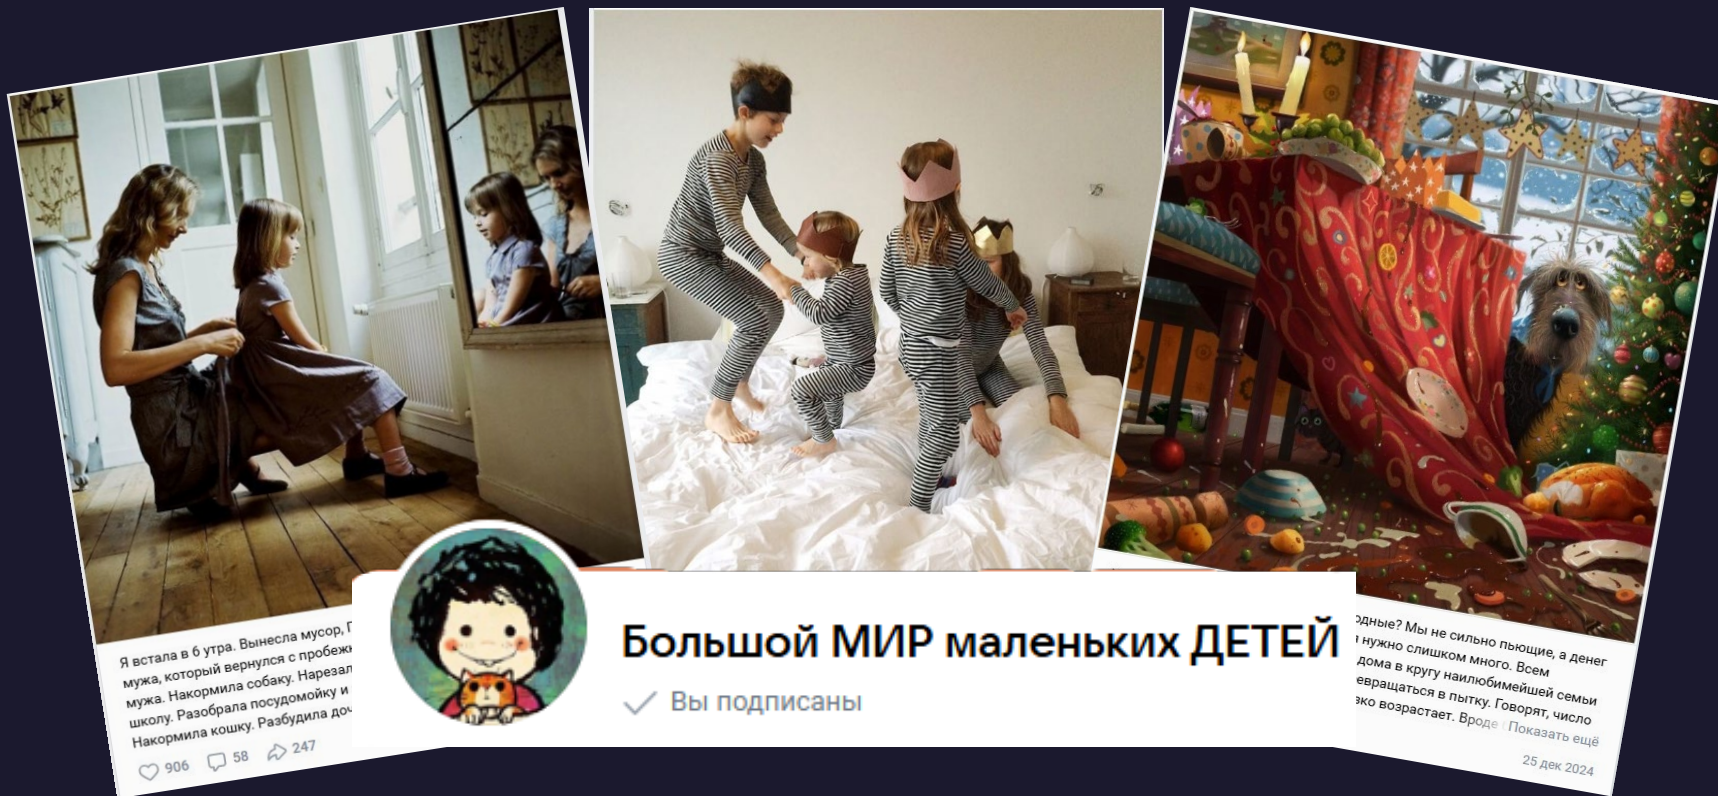 Я встала в 6 утра. Вынесла мусор,
мужа, который вернулся с пробежк
мужа. Накормила собаку. Нарезал
школу. Разобрала посудомойку и
Накормила кошку. Разбудила доч
906 58 247
Большой МИР маленьких ДЕТЕЙ
Вы подписаны
одные? Мы не сильно пьющие, а денег
нужно слишком много. Всем
дома в кругу наилюбимейшей семьи
евращаться в пытку. Говорят, число
зко возрастает. Вроде Показать ещё
25 дек 2024